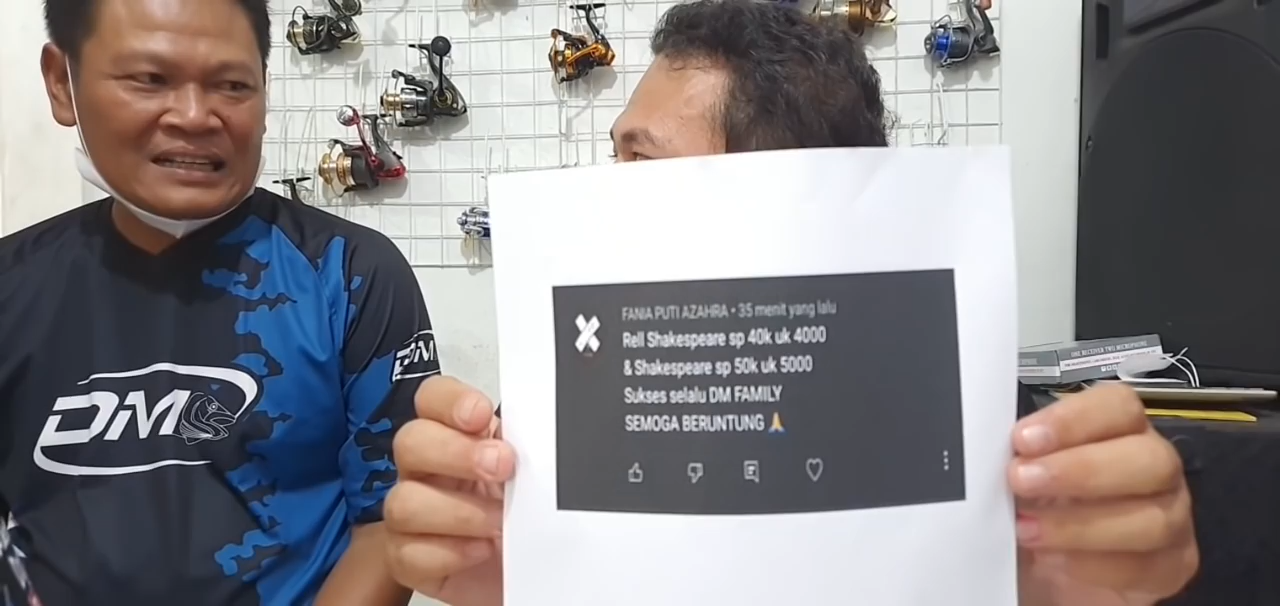 DM
DM
FANIA PUTI AZAHRA • 35 menit yang lalu
Rell Shakespeare sp 40k uk 4000
& Shakespeare sp 50k uk 5000
Sukses selalu DM FAMILY
SEMOGA BERUNTUNG 🙏